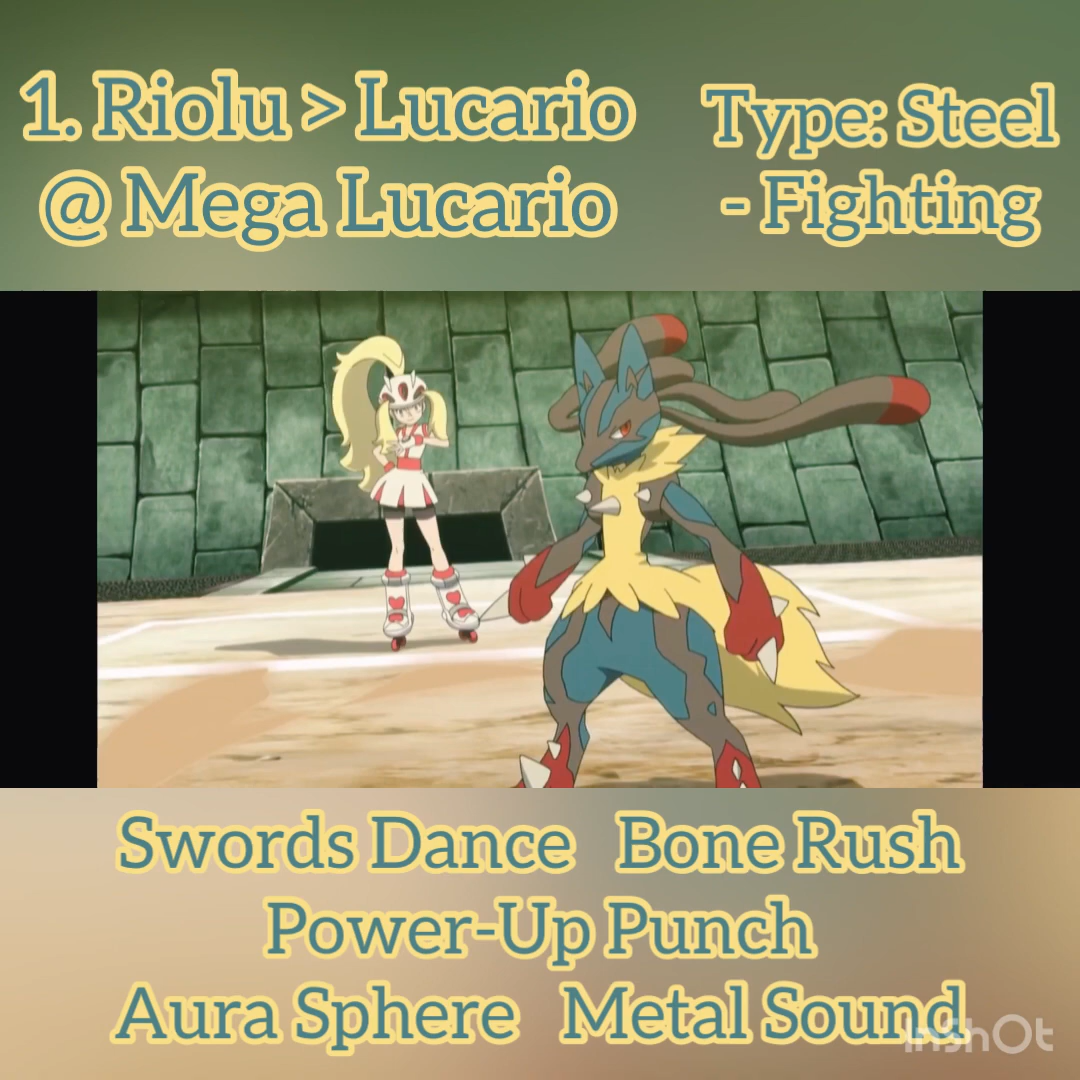 1. Riolu > Lucario
@ Mega Lucario
Type: Steel
- Fighting
Swords Dance Bone Rush
Power-Up Punch
Aura Sphere Metal Sound
InShOt